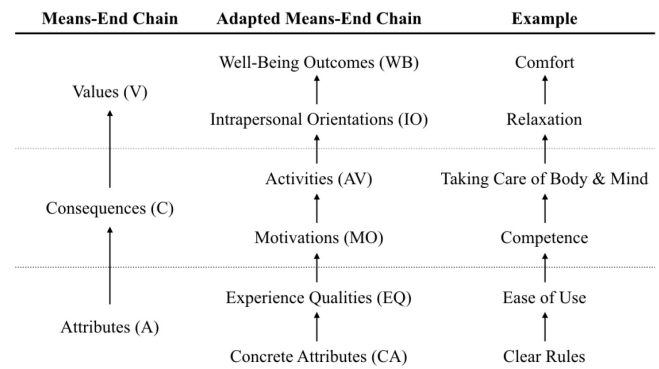 Means-End Chain
Adapted Means-End Chain
Example
Values (V)
Consequences (C)
Attributes (A)
Well-Being Outcomes (WB)
Intrapersonal Orientations (IO)
Activities (AV)
Motivations (MO)
Experience Qualities (EQ)
Concrete Attributes (CA)
Comfort
Relaxation
Taking Care of Body & Mind
Competence
Ease of Use
Clear Rules